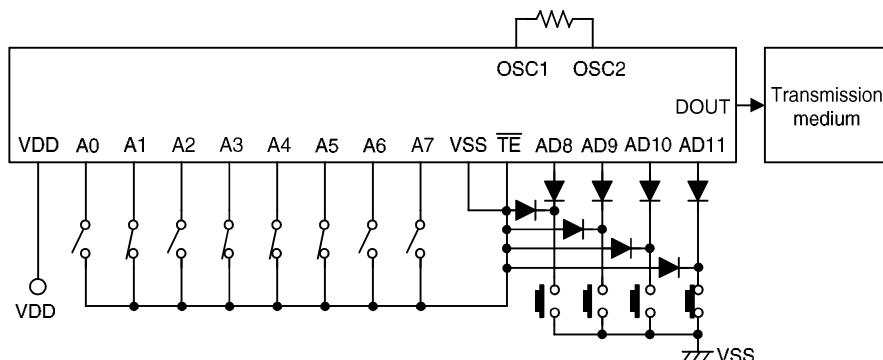 OSC1 OSC2
DOUT
Transmission
medium
VDD A0 A1 A2 A3 A4 A5 A6 A7 VSS T̅E̅ AD8 AD9 AD10 AD11
VDD
VSS